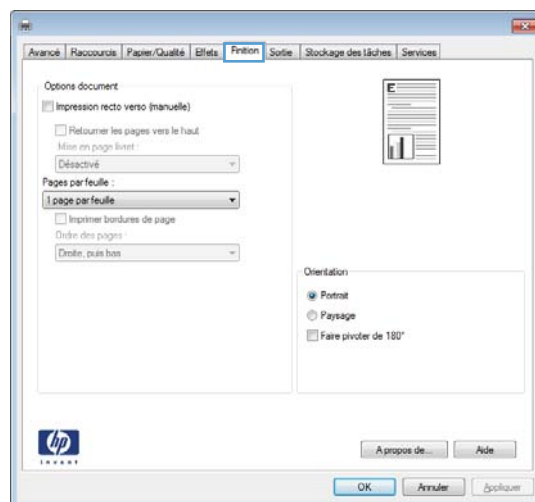 Avancé Raccourcis Papier/Qualité Effets Finition Sortie Stockage des tâches Services
Options document
Impression recto verso (manuelle)
Retourner les pages vers le haut
Mise en page livret :
Désactivé
Pages par feuille :
1 page par feuille
Imprimer bordures de page
Ordre des pages :
Droite, puis bas
E
Orientation
Portrait
Paysage
Faire pivoter de 180°
hp
invent
A propos de... Aide
OK Annuler Appliquer